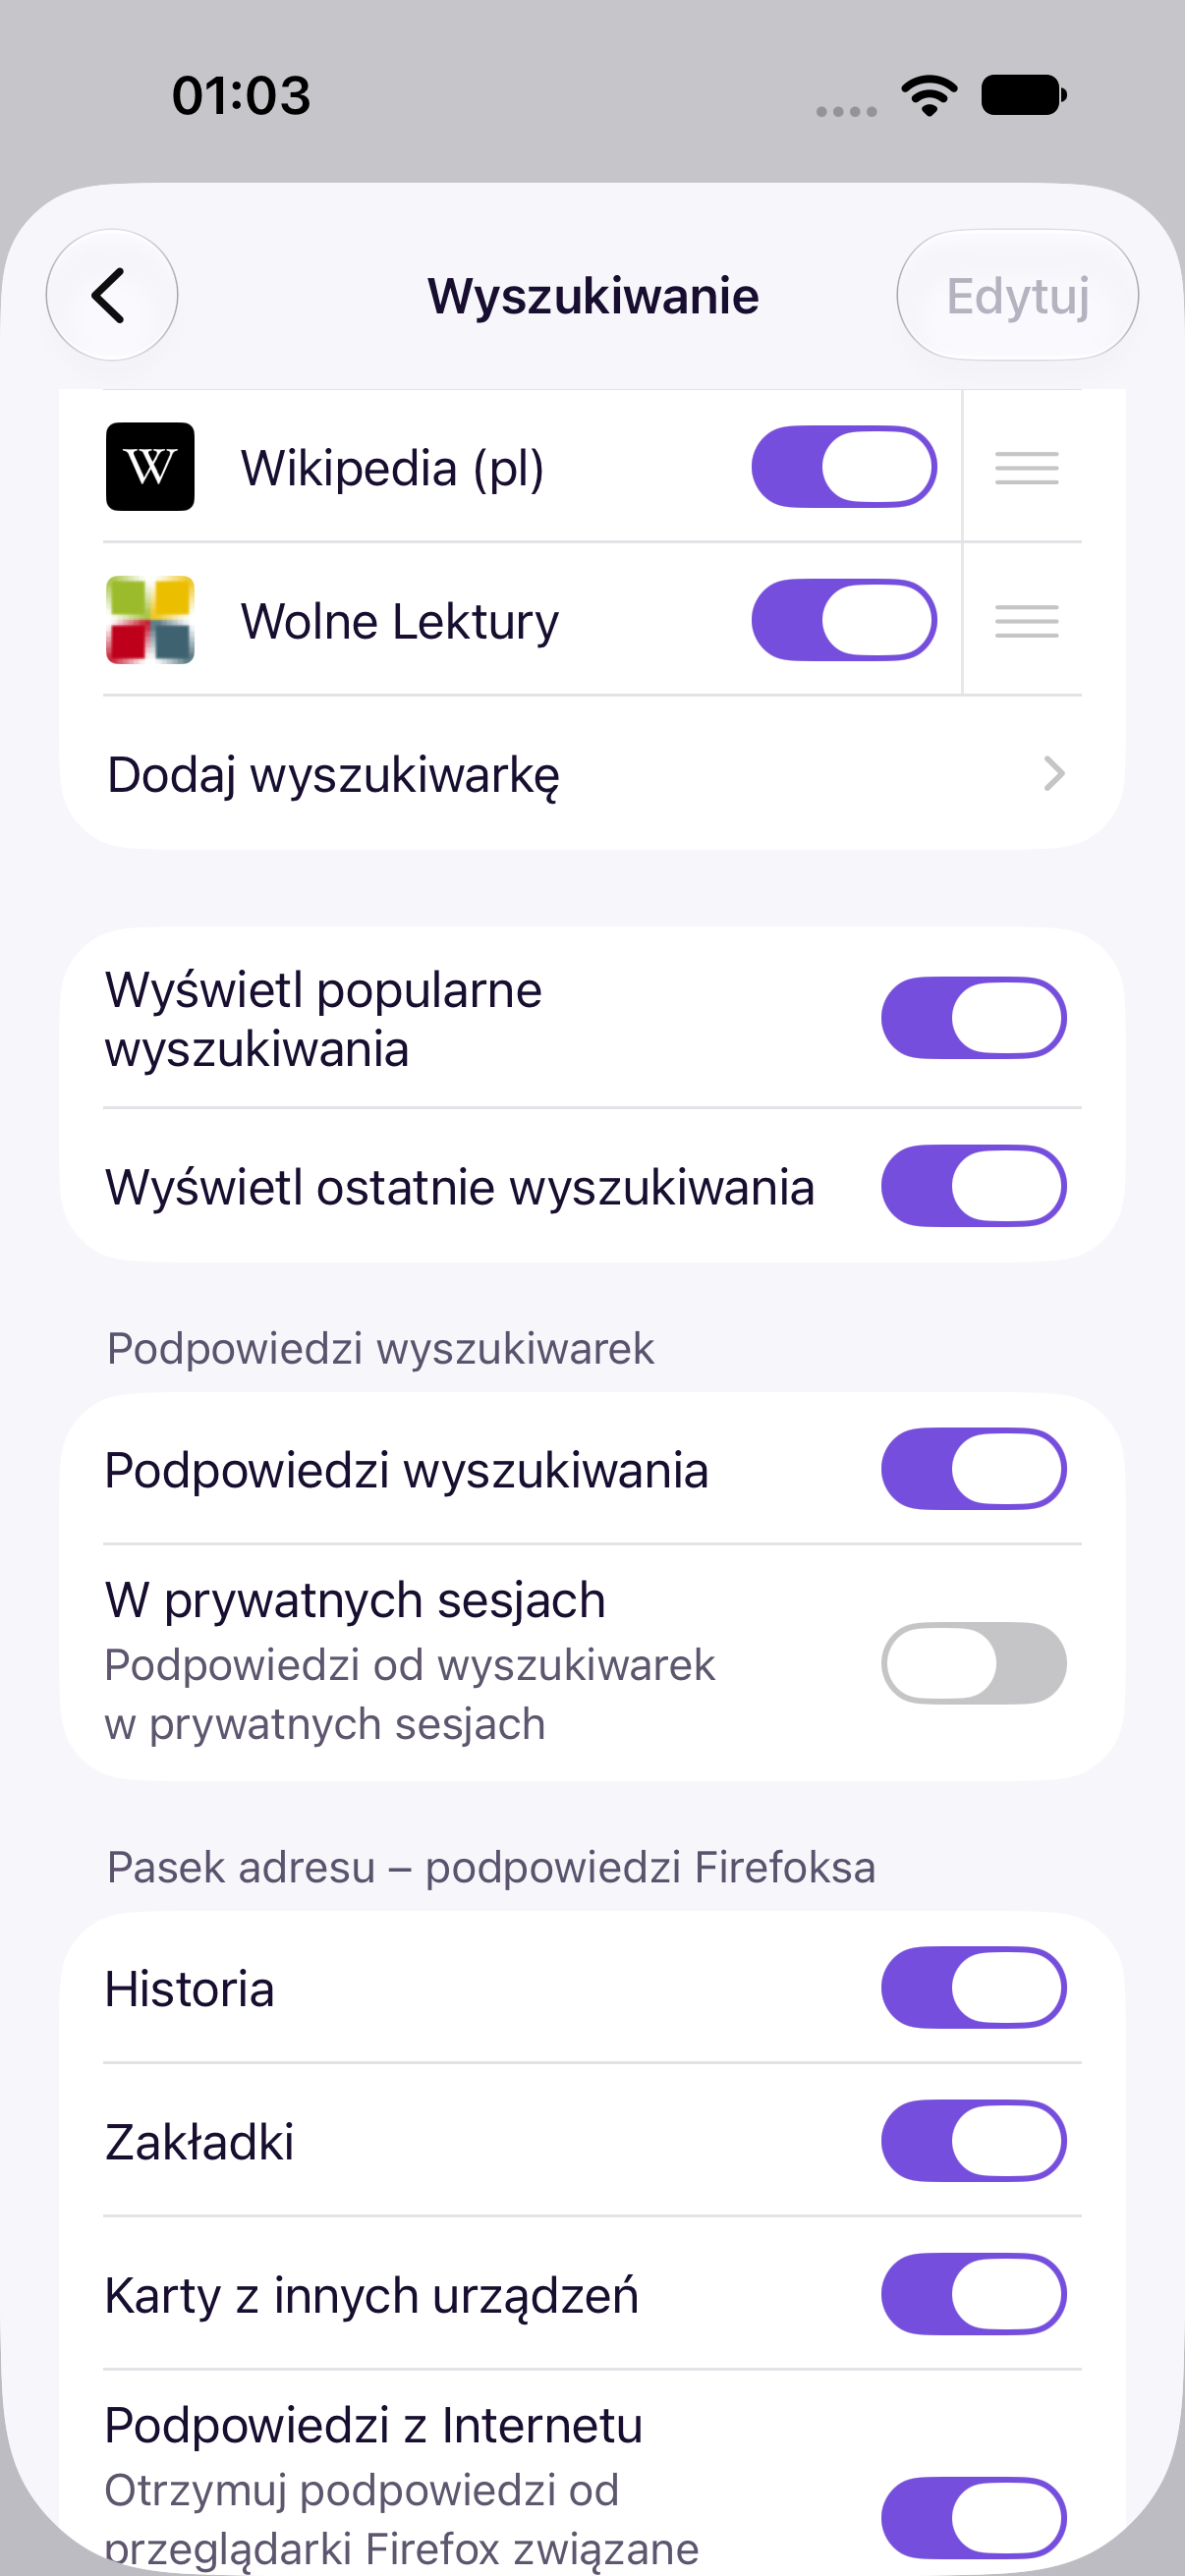 01:03
Wyszukiwanie
Edytuj
W
Wikipedia (pl)
Wolne Lektury
Dodaj wyszukiwarkę
Wyświetl popularne
wyszukiwania
Wyświetl ostatnie wyszukiwania
Podpowiedzi wyszukiwarek
Podpowiedzi wyszukiwania
W prywatnych sesjach
Podpowiedzi od wyszukiwarek
w prywatnych sesjach
Pasek adresu – podpowiedzi Firefoksa
Historia
Zakładki
Karty z innych urządzeń
Podpowiedzi z Internetu
Otrzymuj podpowiedzi od
przeglądarki Firefox związane